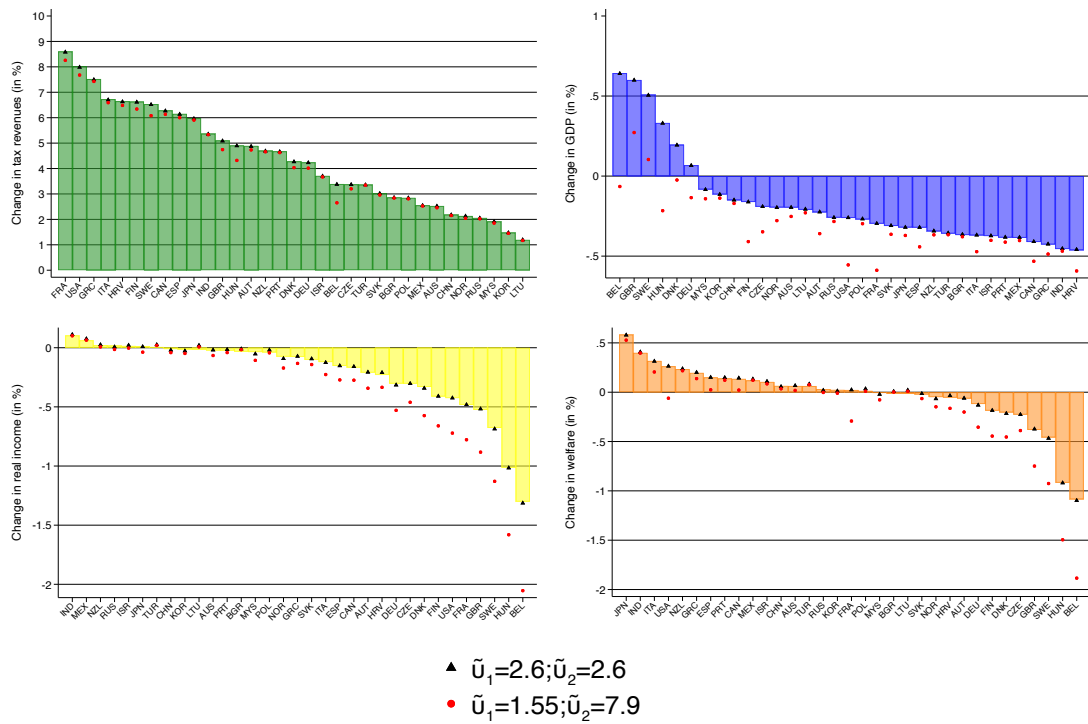 Change in tax revenues (in %)
10
9
8
7
6
5
4
3
2
1
0
FRA USA GRC ITA HRV FIN SWE CAN ESP JPN IND GBR HUN AUT NZL PRT DNK DEU ISR BEL CZE TUR SVK BGR POL MEX AUS CHN NOR RUS MYS KOR LTU
Change in GDP (in %)
1
.5
0
-.5
BEL GBR SWE HUN DNK DEU MYS KOR CHN FIN CZE NOR AUS LTU AUT RUS USA POL FRA SVK JPN ESP NZL TUR BGR ITA ISR PRT MEX CAN GRC IND HRV
Change in real income (in %)
0
-.5
-1
-1.5
-2
IND MEX NZL RUS ISR JPN TUR CHN KOR LTU AUS PRT BGR MYS POL NOR GRC SVK ITA ESP CAN AUT HRV DEU CZE DNK FIN USA FRA GBR SWE HUN BEL
Change in welfare (in %)
1
.5
0
-.5
-1
-1.5
-2
JPN IND ITA USA NZL GRC ESP PRT CAN MEX ISR CHN AUS TUR RUS KOR FRA POL MYS BGR LTU SVK NOR HRV AUT DEU FIN DNK CZE GBR SWE HUN BEL
ũ₁=2.6;ũ₂=2.6
ũ₁=1.55;ũ₂=7.9